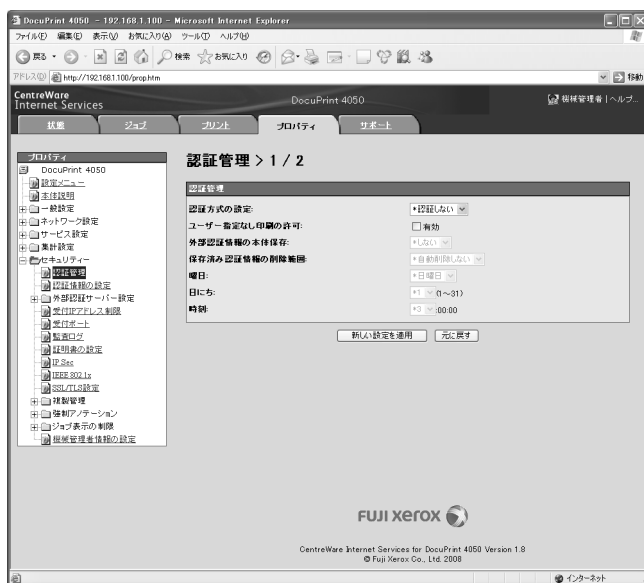 DocuPrint 4050 - 192.168.1.100 - Microsoft Internet Explorer
ファイル(F) 編集(E) 表示(V) お気に入り(A) ツール(T) ヘルプ(H)
戻る 検索 お気に入り
アドレス(D) http://192.168.1.100/prop.htm 移動
CentreWare
Internet Services
DocuPrint 4050
機械管理者 | ヘルプ...
状態 ジョブ プリント プロパティ サポート
プロパティ
DocuPrint 4050
設定メニュー
本体説明
一般設定
ネットワーク設定
サービス設定
集計設定
セキュリティー
認証管理
認証情報の設定
外部認証サーバー設定
受付IPアドレス制限
受付ポート
監査ログ
証明書の設定
IP Sec
IEEE 802.1x
SSL/TLS設定
複製管理
強制アノテーション
ジョブ表示の制限
機械管理者情報の設定
認証管理 > 1 / 2
認証管理
認証方式の設定: *認証しない
ユーザー指定なし印刷の許可: 有効
外部認証情報の本体保存: *しない
保存済み認証情報の削除範囲: *自動削除しない
曜日: *日曜日
日にち: *1 (1～31)
時刻: *3 :00:00
新しい設定を適用 元に戻す
FUJI XEROX
CentreWare Internet Services for DocuPrint 4050 Version 1.8
© Fuji Xerox Co., Ltd. 2008
インターネット